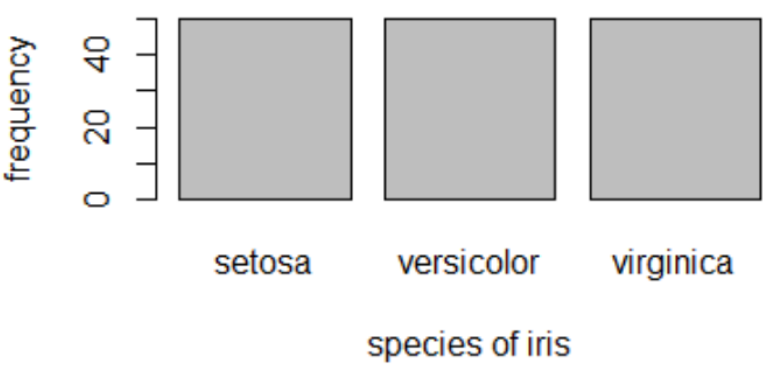 frequency
40
20
0
setosa versicolor virginica
species of iris